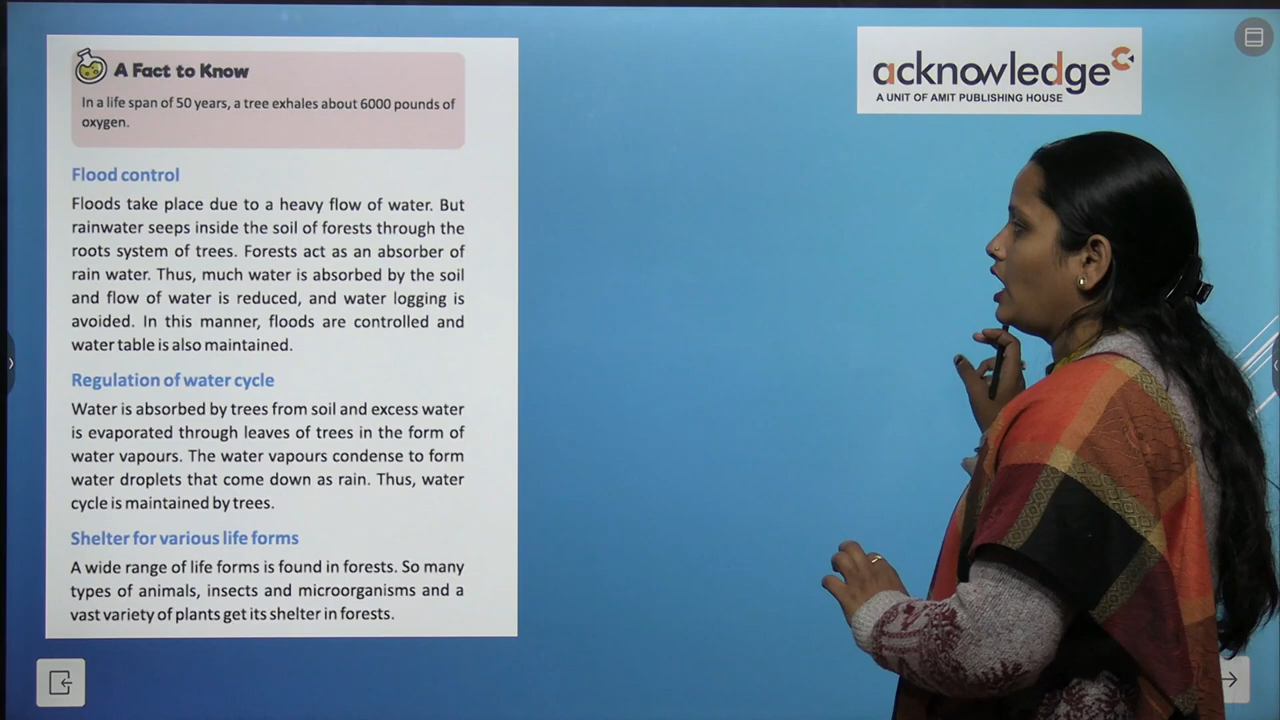 A Fact to Know
In a life span of 50 years, a tree exhales about 6000 pounds of
oxygen.
Flood control
Floods take place due to a heavy flow of water. But
rainwater seeps inside the soil of forests through the
roots system of trees. Forests act as an absorber of
rain water. Thus, much water is absorbed by the soil
and flow of water is reduced, and water logging is
avoided. In this manner, floods are controlled and
water table is also maintained.
Regulation of water cycle
Water is absorbed by trees from soil and excess water
is evaporated through leaves of trees in the form of
water vapours. The water vapours condense to form
water droplets that come down as rain. Thus, water
cycle is maintained by trees.
Shelter for various life forms
A wide range of life forms is found in forests. So many
types of animals, insects and microorganisms and a
vast variety of plants get its shelter in forests.
acknowledge
A UNIT OF AMIT PUBLISHING HOUSE